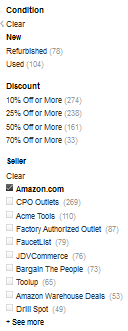 Condition
Clear
New
Refurbished (78)
Used (104)
Discount
10% Off or More (274)
25% Off or More (238)
50% Off or More (161)
70% Off or More (33)
Seller
Clear
Amazon.com
CPO Outlets (269)
Acme Tools (110)
Factory Authorized Outlet (87)
FaucetList (79)
JDVCommerce (76)
Bargain The People (73)
Toolup (65)
Amazon Warehouse Deals (53)
Drill Spot (49)
+ See more